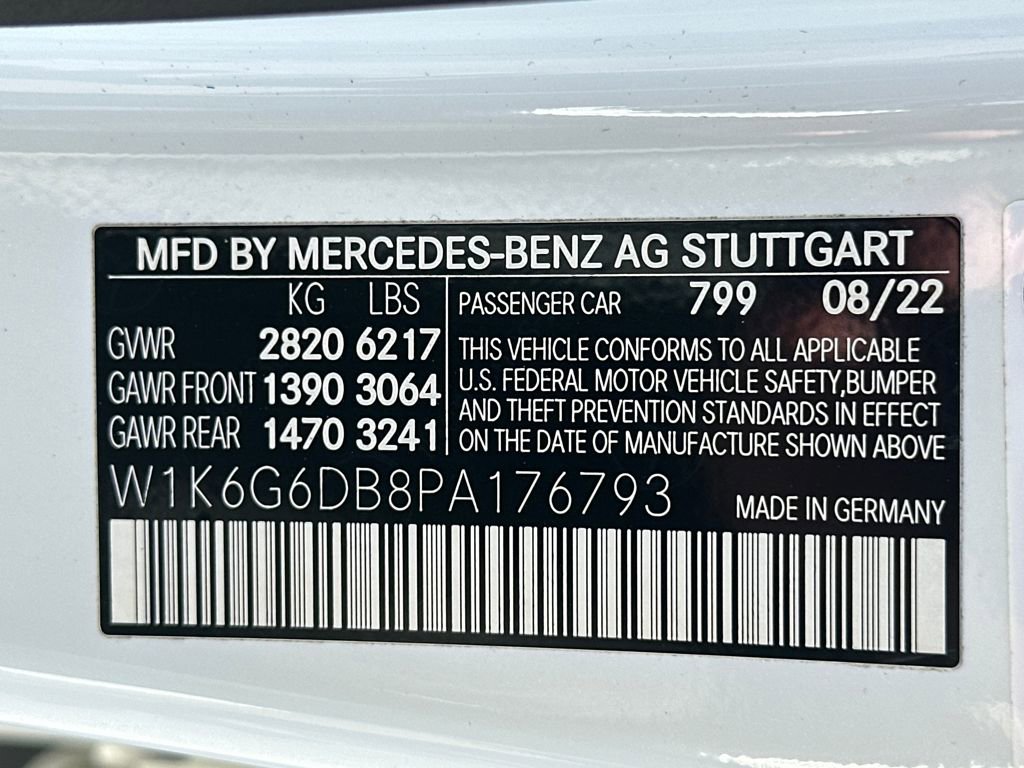 MFD BY MERCEDES-BENZ AG STUTTGART
KG LBS
GVWR 2820 6217
GAWR FRONT 1390 3064
GAWR REAR 1470 3241
PASSENGER CAR 799 08/22
THIS VEHICLE CONFORMS TO ALL APPLICABLE
U.S. FEDERAL MOTOR VEHICLE SAFETY,BUMPER
AND THEFT PREVENTION STANDARDS IN EFFECT
ON THE DATE OF MANUFACTURE SHOWN ABOVE
W1K6G6DB8PA176793
MADE IN GERMANY